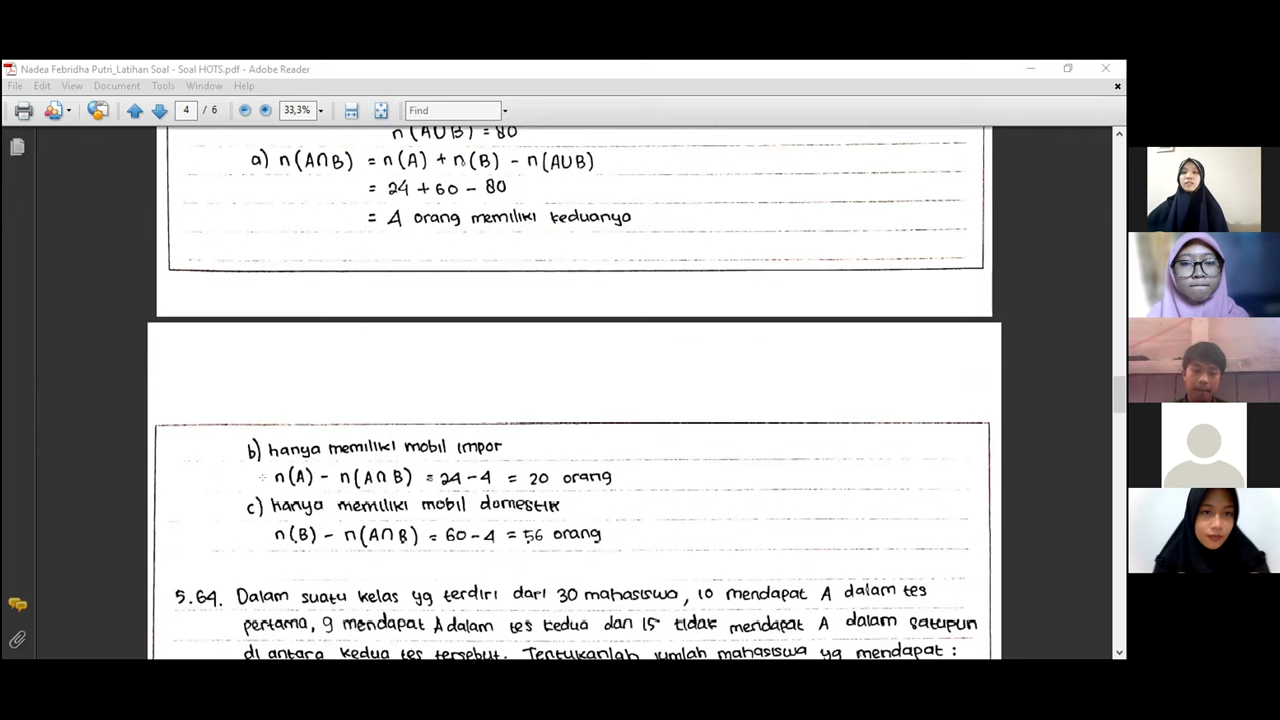 Nadea Febridha Putri_Latihan Soal - Soal HOTS.pdf - Adobe Reader
File Edit View Document Tools Window Help
4 / 6 33,3% Find
n(A∪B) = 80
a) n(A∩B) = n(A) + n(B) - n(A∪B)
= 24 + 60 - 80
= 4 orang memiliki keduanya
b) hanya memiliki mobil impor
n(A) - n(A∩B) = 24 - 4 = 20 orang
c) hanya memiliki mobil domestik
n(B) - n(A∩B) = 60 - 4 = 56 orang
5.64. Dalam suatu kelas yg terdiri dari 30 mahasiswa, 10 mendapat A dalam tes
pertama, 9 mendapat A dalam tes kedua dan 15 tidak mendapat A dalam satupun
di antara kedua tes tersebut. Tentukanlah jumlah mahasiswa yg mendapat :